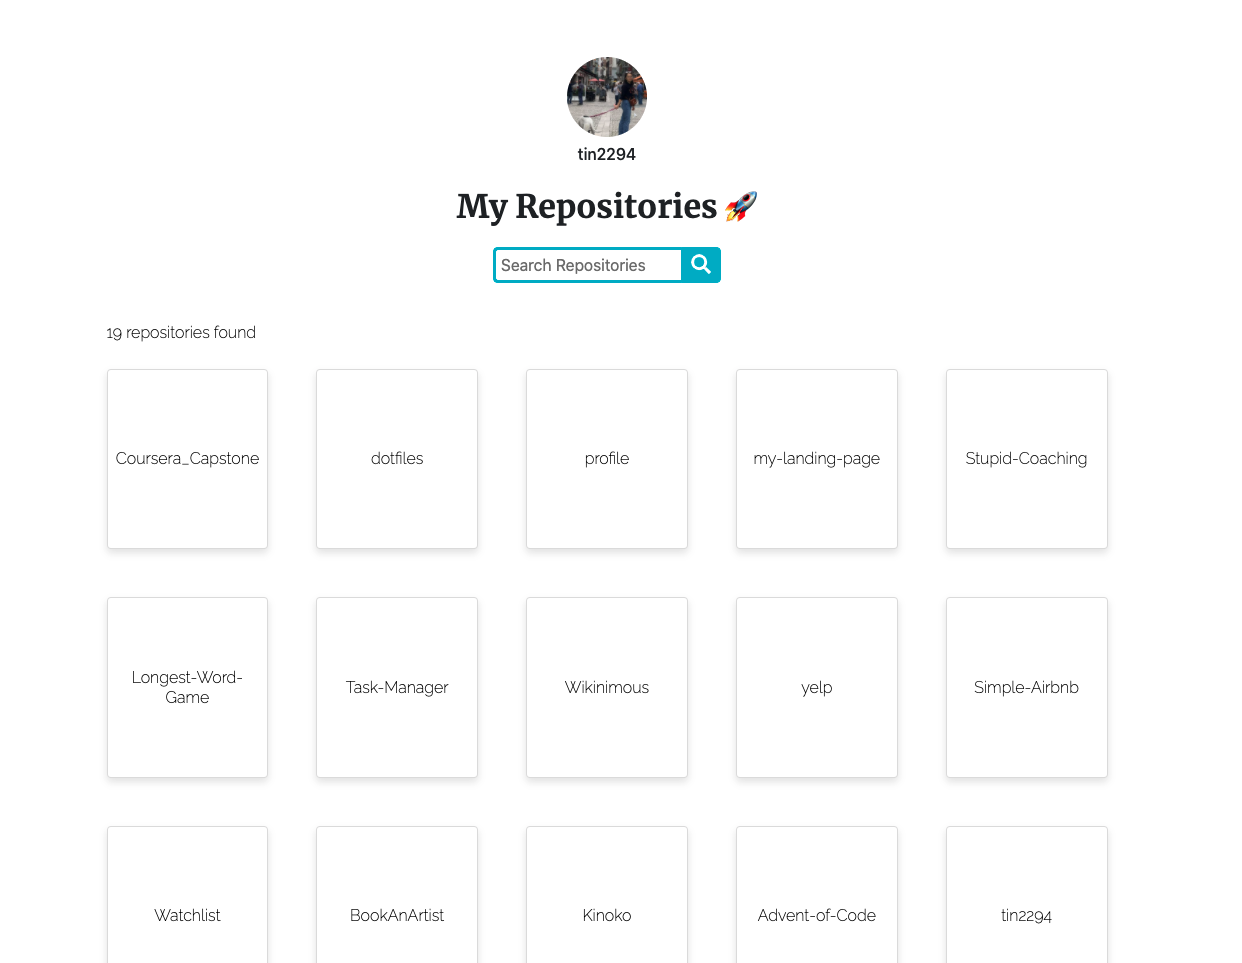 tin2294
My Repositories 🚀
Search Repositories
19 repositories found
Coursera_Capstone
dotfiles
profile
my-landing-page
Stupid-Coaching
Longest-Word-
Game
Task-Manager
Wikinimous
yelp
Simple-Airbnb
Watchlist
BookAnArtist
Kinoko
Advent-of-Code
tin2294